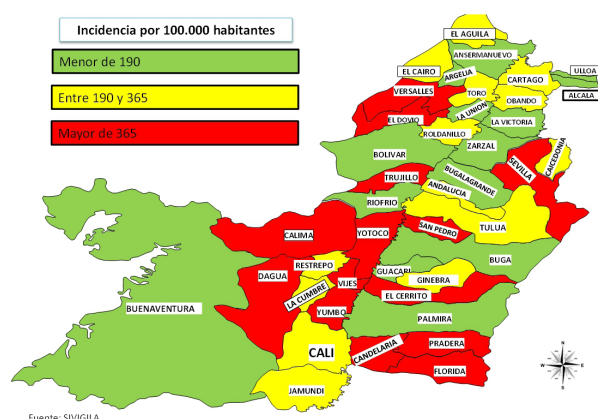 Incidencia por 100.000 habitantes
Menor de 190
Entre 190 y 365
Mayor de 365
EL AGUILA
ANSERMANUEVO
EL CAIRO
ARGELIA
CARTAGO
ULLOA
ALCALA
VERSALLES
TORO
OBANDO
LA UNION
EL DOVIO
LA VICTORIA
ROLDANILLO
ZARZAL
BOLIVAR
CAICEDONIA
SEVILLA
TRUJILLO
BUGALAGRANDE
ANDALUCIA
RIOFRIO
SAN PEDRO
TULUA
CALIMA
YOTOCO
BUGA
RESTREPO
GUACARI
DAGUA
VIJES
GINEBRA
LA CUMBRE
EL CERRITO
BUENAVENTURA
YUMBO
PALMIRA
CALI
CANDELARIA
PRADERA
FLORIDA
JAMUNDI
N
W
E
S
Fuente: SIVIGILA